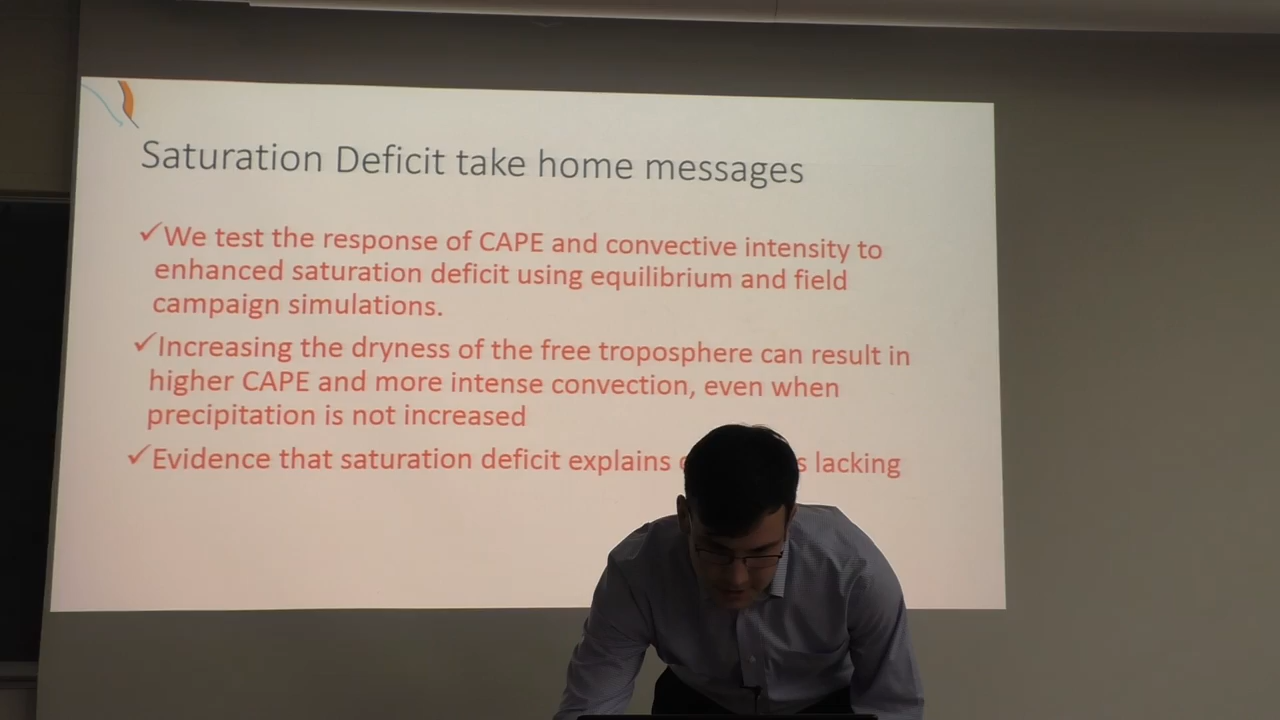 Saturation Deficit take home messages
✓We test the response of CAPE and convective intensity to
enhanced saturation deficit using equilibrium and field
campaign simulations.
✓Increasing the dryness of the free troposphere can result in
higher CAPE and more intense convection, even when
precipitation is not increased
✓Evidence that saturation deficit explains lacking